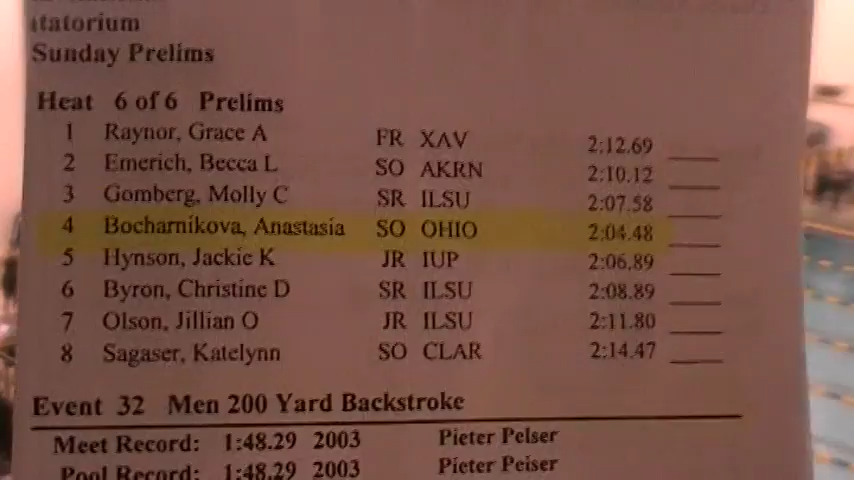 tatorium
Sunday Prelims
Heat 6 of 6 Prelims
1 Raynor, Grace A FR XAV 2:12.69
2 Emerich, Becca L SO AKRN 2:10.12
3 Gomberg, Molly C SR ILSU 2:07.58
4 Bocharnikova, Anastasia SO OHIO 2:04.48
5 Hynson, Jackie K JR IUP 2:06.89
6 Byron, Christine D SR ILSU 2:08.89
7 Olson, Jillian O JR ILSU 2:11.80
8 Sagaser, Katelynn SO CLAR 2:14.47
Event 32 Men 200 Yard Backstroke
Meet Record: 1:48.29 2003 Pieter Pelser
Pool Record: 1:48.29 2003 Pieter Peiser